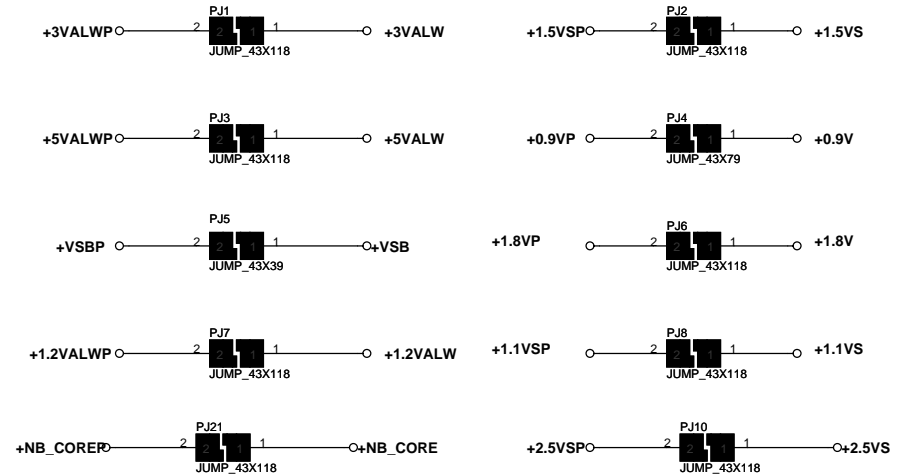 PJ1
+3VALWP 2 2 1 1 +3VALW
JUMP_43X118
PJ2
+1.5VSP 2 2 1 1 +1.5VS
JUMP_43X118
PJ3
+5VALWP 2 2 1 1 +5VALW
JUMP_43X118
PJ4
+0.9VP 2 2 1 1 +0.9V
JUMP_43X79
PJ5
+VSBP 2 2 1 1 +VSB
JUMP_43X39
PJ6
+1.8VP 2 2 1 1 +1.8V
JUMP_43X118
PJ7
+1.2VALWP 2 2 1 1 +1.2VALW
JUMP_43X118
PJ8
+1.1VSP 2 2 1 1 +1.1VS
JUMP_43X118
PJ21
+NB_COREP 2 2 1 1 +NB_CORE
JUMP_43X118
PJ10
+2.5VSP 2 2 1 1 +2.5VS
JUMP_43X118